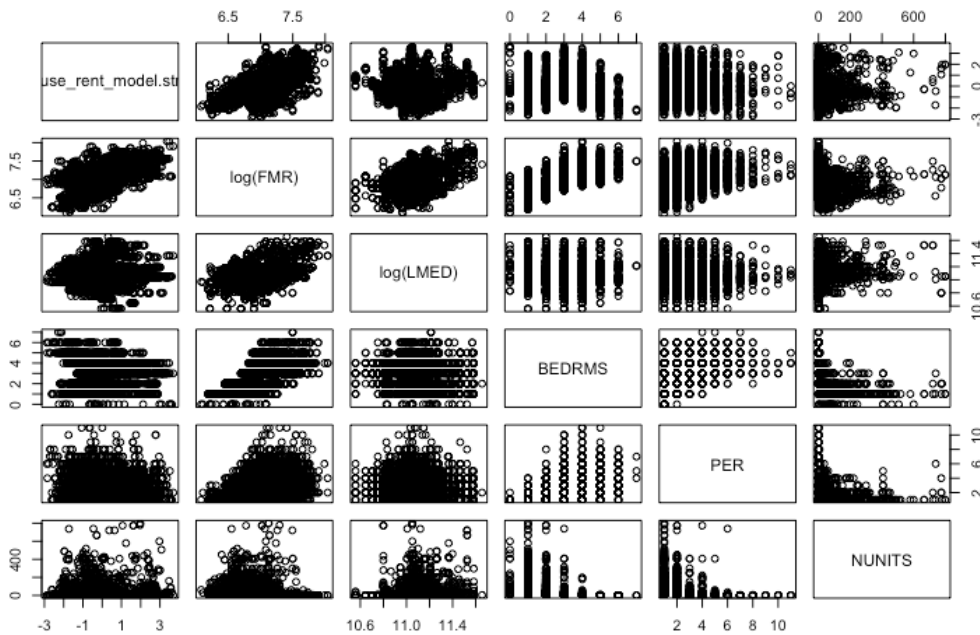 6.5 7.5 0 2 4 6 0 200 600
use_rent_model.st
-3 0 2
6.5 7.5
log(FMR)
log(LMED)
10.6 11.0 11.4
0 2 4 6
BEDRMS
PER
2 6 10
0 400
NUNITS
-3 -1 1 3 10.6 11.0 11.4 2 4 6 8 10